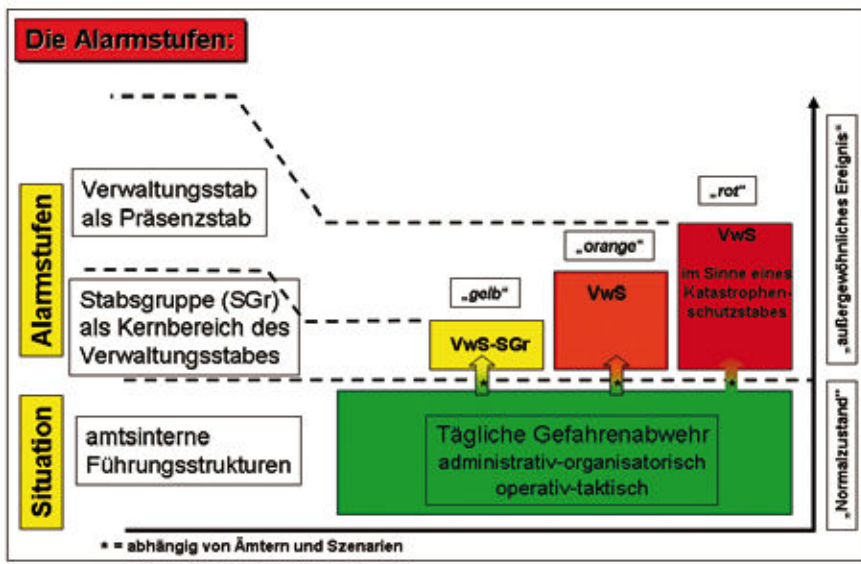 Die Alarmstufen:
Alarmstufen
Verwaltungsstab
als Präsenzstab
Stabsgruppe (SGr)
als Kernbereich des
Verwaltungsstabes
„gelb“
VwS-SGr
„orange“
VwS
„rot“
VwS
im Sinne eines
Katastrophen-
schutzstabes
„außergewöhnliches Ereignis“
Situation
amtsinterne
Führungsstrukturen
* * *
Tägliche Gefahrenabwehr
administrativ-organisatorisch
operativ-taktisch
„Normalzustand“
* = abhängig von Ämtern und Szenarien